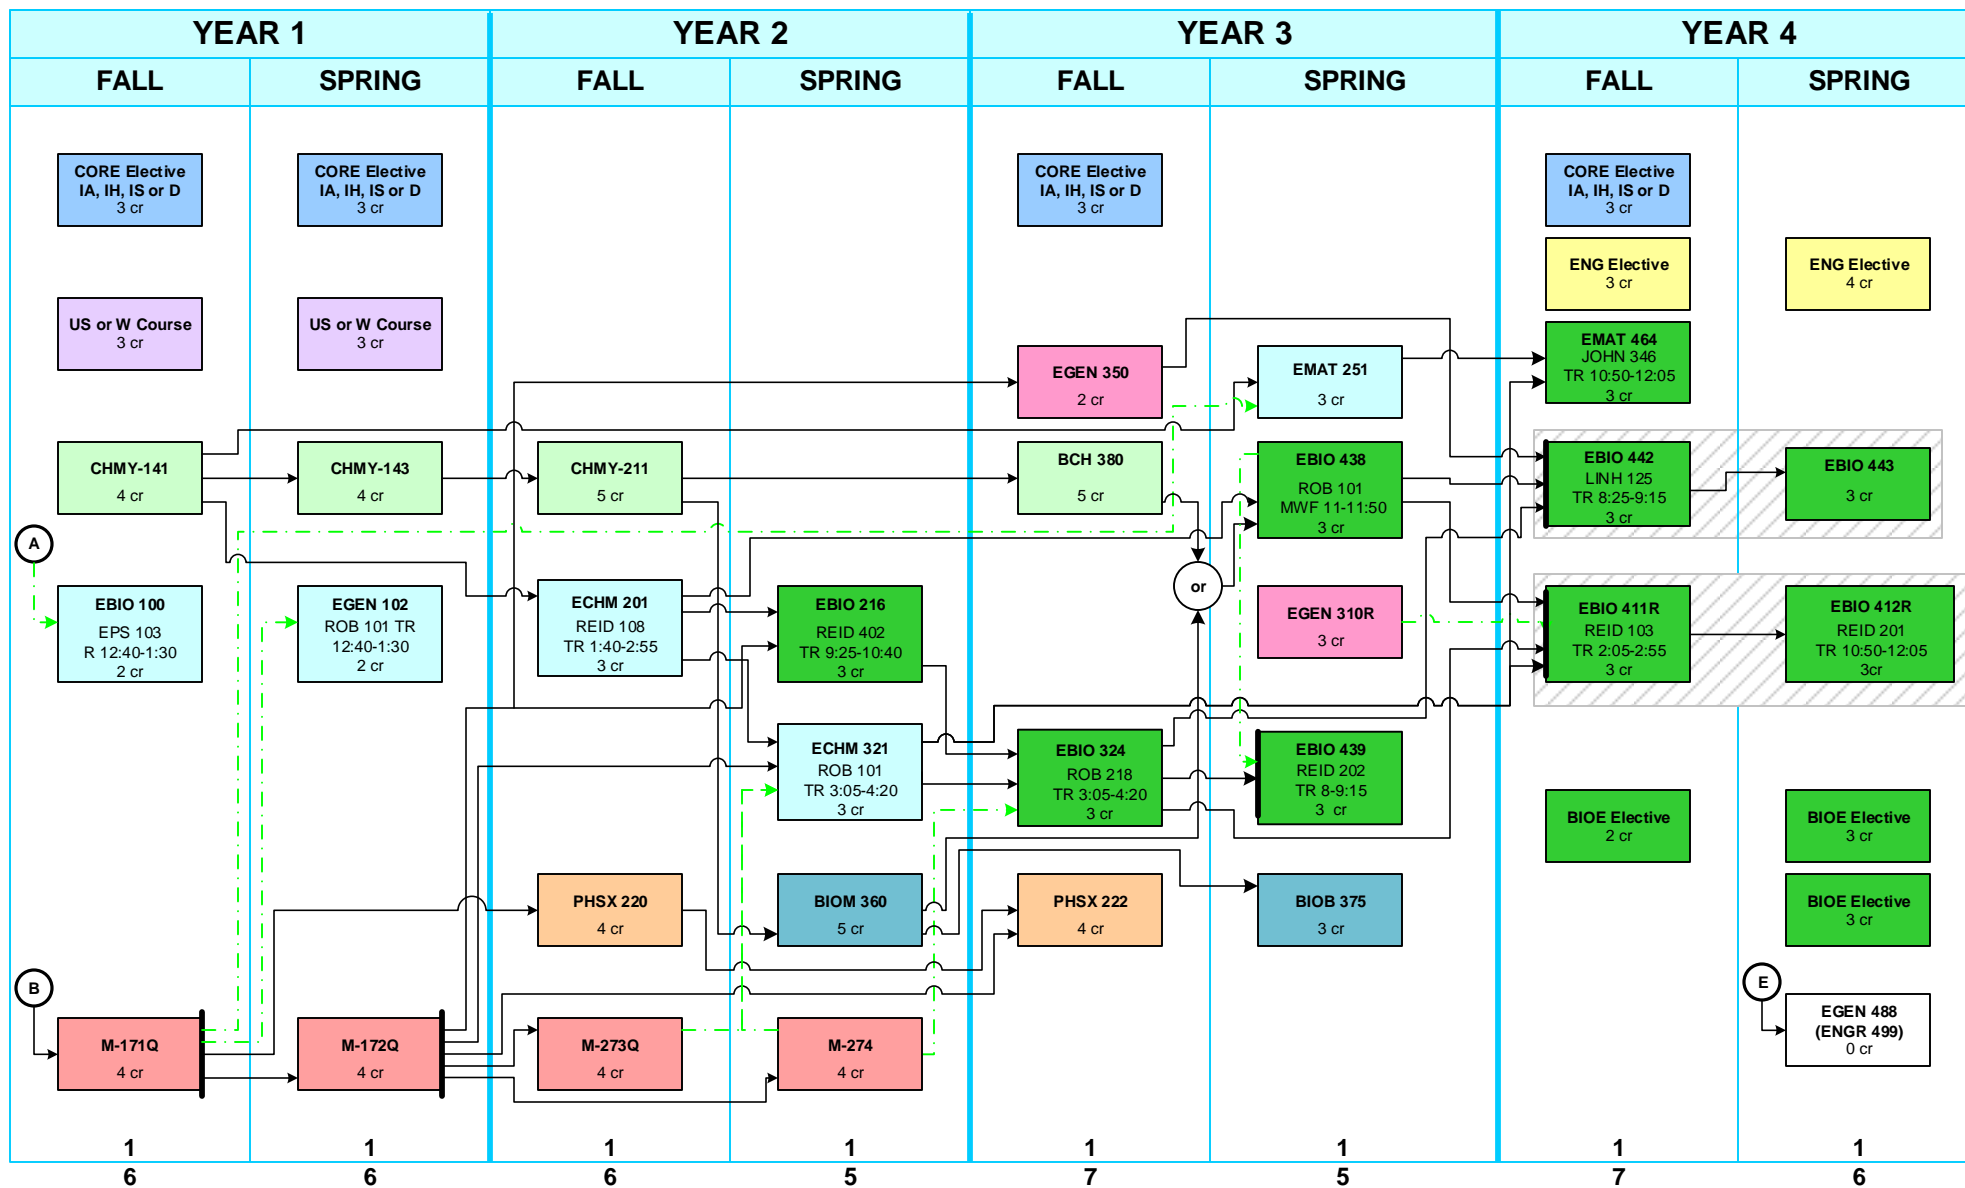 YEAR 1
YEAR 2
YEAR 3
YEAR 4
FALL
SPRING
FALL
SPRING
FALL
SPRING
FALL
SPRING
CORE Elective
IA, IH, IS or D
3 cr
US or W Course
3 cr
CHMY-141
4 cr
A
EBIO 100
EPS 103
R 12:40-1:30
2 cr
B
M-171Q
4 cr
1
6
CORE Elective
IA, IH, IS or D
3 cr
US or W Course
3 cr
CHMY-143
4 cr
EGEN 102
ROB 101 TR
12:40-1:30
2 cr
M-172Q
4 cr
1
6
CHMY-211
5 cr
ECHM 201
REID 108
TR 1:40-2:55
3 cr
PHSX 220
4 cr
M-273Q
4 cr
1
6
EBIO 216
REID 402
TR 9:25-10:40
3 cr
ECHM 321
ROB 101
TR 3:05-4:20
3 cr
BIOM 360
5 cr
M-274
4 cr
1
5
CORE Elective
IA, IH, IS or D
3 cr
EGEN 350
2 cr
BCH 380
5 cr
or
EBIO 324
ROB 218
TR 3:05-4:20
3 cr
PHSX 222
4 cr
1
7
EMAT 251
3 cr
EBIO 438
ROB 101
MWF 11-11:50
3 cr
EGEN 310R
3 cr
EBIO 439
REID 202
TR 8-9:15
3 cr
BIOB 375
3 cr
1
5
CORE Elective
IA, IH, IS or D
3 cr
ENG Elective
3 cr
EMAT 464
JOHN 346
TR 10:50-12:05
3 cr
EBIO 442
LINH 125
TR 8:25-9:15
3 cr
EBIO 411R
REID 103
TR 2:05-2:55
3 cr
BIOE Elective
2 cr
1
7
ENG Elective
4 cr
EBIO 443
3 cr
EBIO 412R
REID 201
TR 10:50-12:05
3cr
BIOE Elective
3 cr
BIOE Elective
3 cr
E
EGEN 488
(ENGR 499)
0 cr
1
6